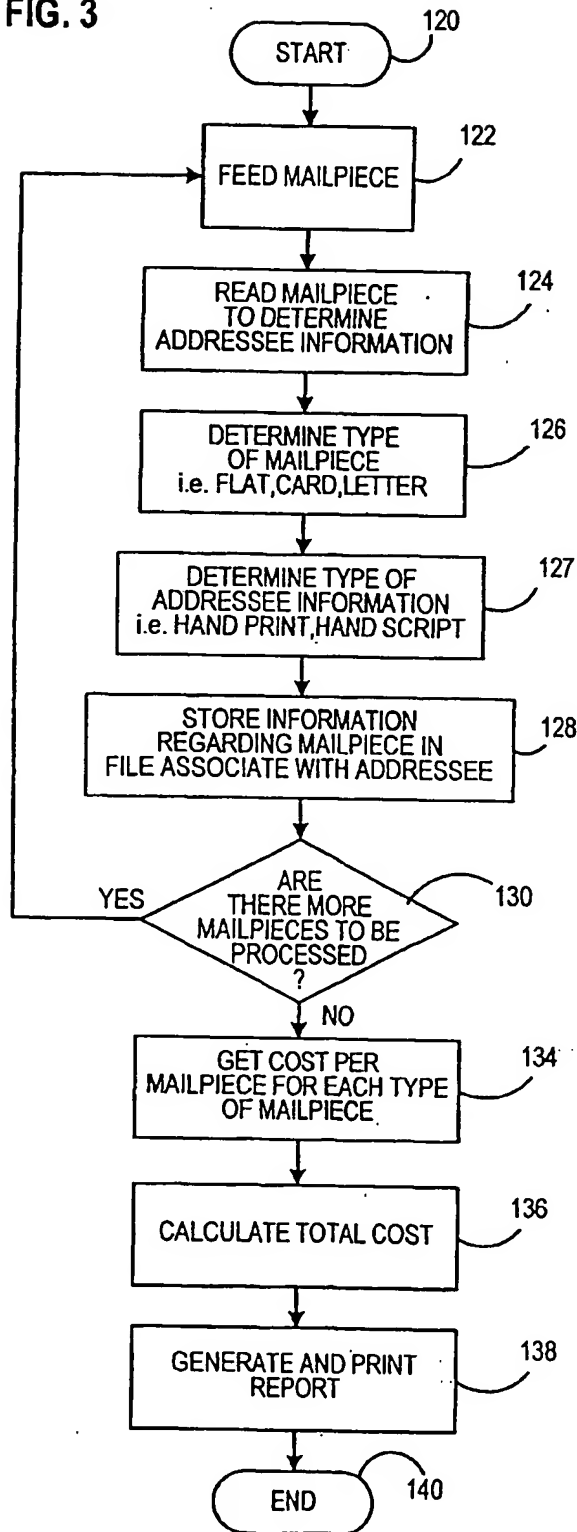 FIG. 3
START
120
FEED MAILPIECE
122
READ MAILPIECE
TO DETERMINE
ADDRESSEE INFORMATION
124
DETERMINE TYPE
OF MAILPIECE
i.e. FLAT,CARD,LETTER
126
DETERMINE TYPE OF
ADDRESSEE INFORMATION
i.e. HAND PRINT,HAND SCRIPT
127
STORE INFORMATION
REGARDING MAILPIECE IN
FILE ASSOCIATE WITH ADDRESSEE
128
YES
ARE
THERE MORE
MAILPIECES TO BE
PROCESSED
?
130
NO
GET COST PER
MAILPIECE FOR EACH TYPE
OF MAILPIECE
134
CALCULATE TOTAL COST
136
GENERATE AND PRINT
REPORT
138
END
140